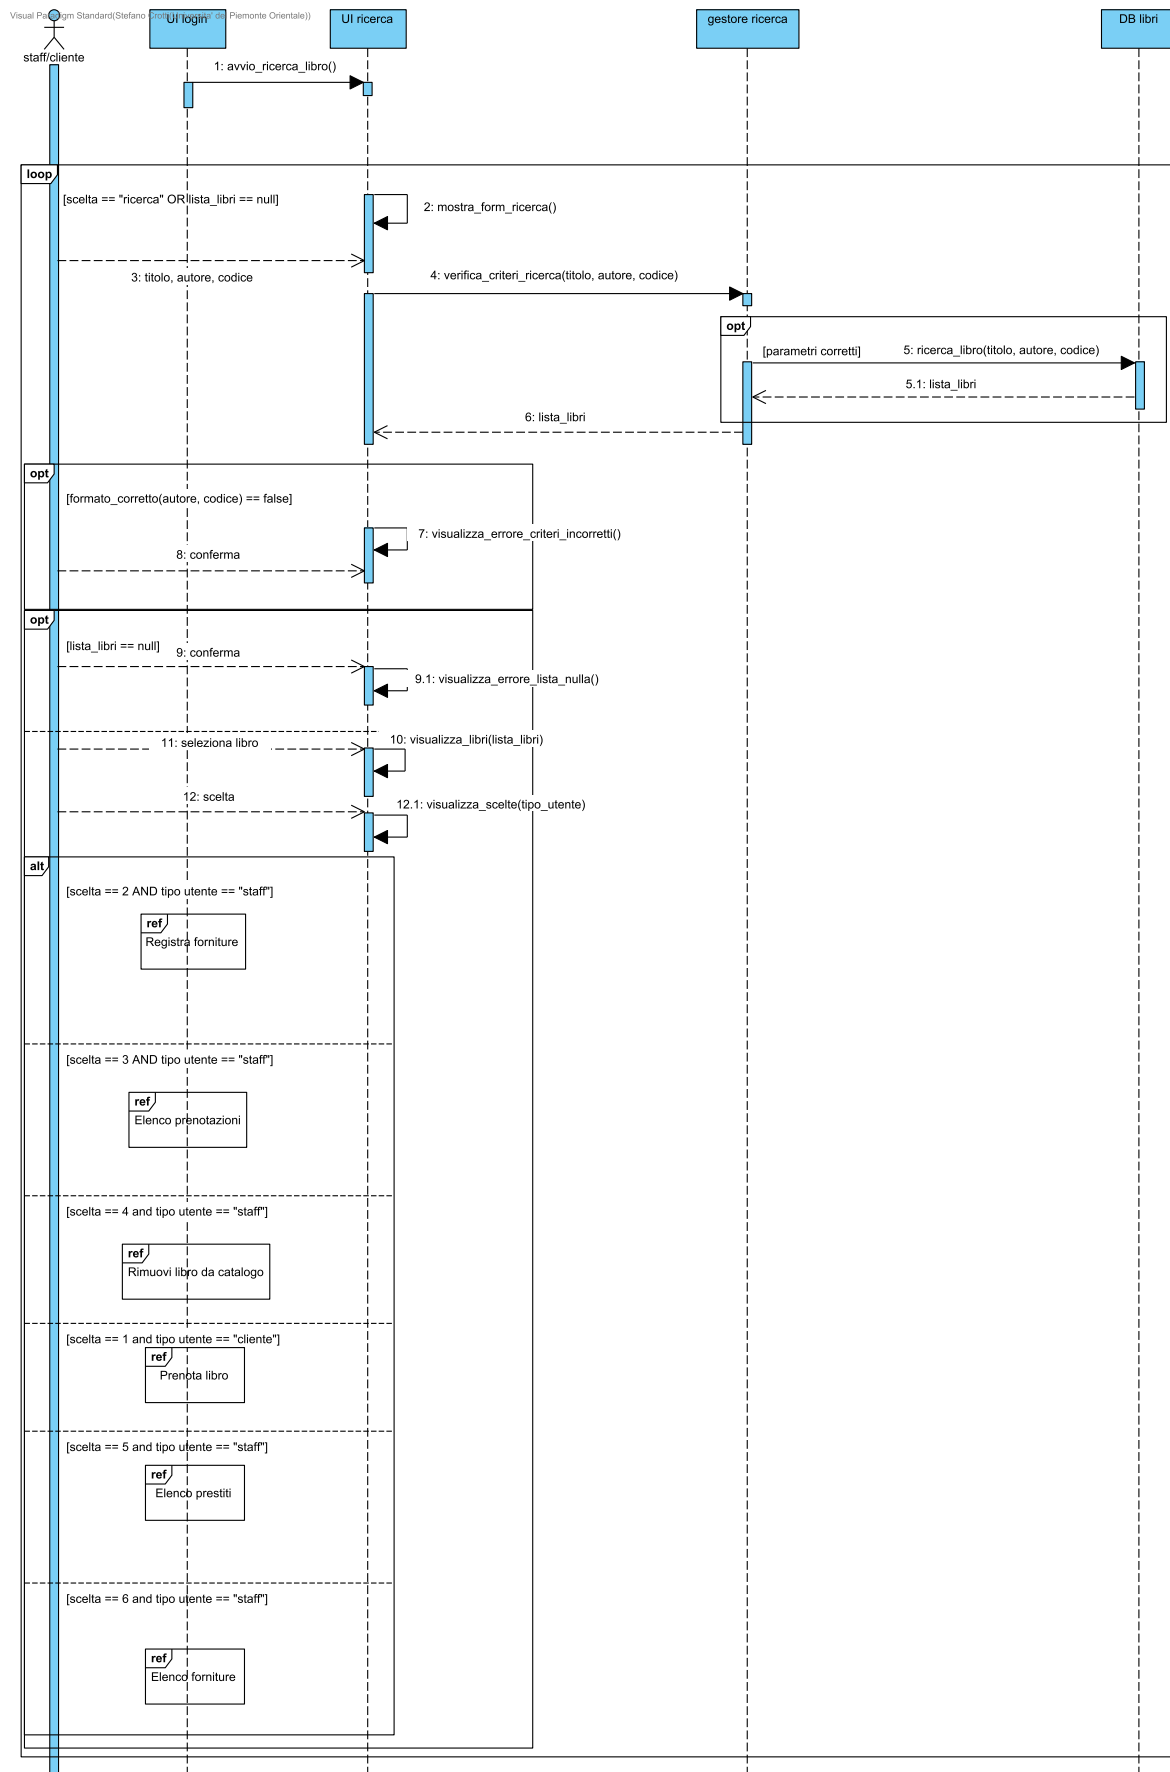 Visual Paradigm Standard(Stefano Crotti(Universita' del Piemonte Orientale))
staff/cliente
UI login
UI ricerca
gestore ricerca
DB libri
1: avvio_ricerca_libro()
loop
[scelta == "ricerca" OR lista_libri == null]
2: mostra_form_ricerca()
3: titolo, autore, codice
4: verifica_criteri_ricerca(titolo, autore, codice)
opt
[parametri corretti]
5: ricerca_libro(titolo, autore, codice)
5.1: lista_libri
6: lista_libri
opt
[formato_corretto(autore, codice) == false]
7: visualizza_errore_criteri_incorretti()
8: conferma
opt
[lista_libri == null]
9: conferma
9.1: visualizza_errore_lista_nulla()
10: visualizza_libri(lista_libri)
11: seleziona libro
12: scelta
12.1: visualizza_scelte(tipo_utente)
alt
[scelta == 2 AND tipo utente == "staff"]
ref
Registra forniture
[scelta == 3 AND tipo utente == "staff"]
ref
Elenco prenotazioni
[scelta == 4 and tipo utente == "staff"]
ref
Rimuovi libro da catalogo
[scelta == 1 and tipo utente == "cliente"]
ref
Prenota libro
[scelta == 5 and tipo utente == "staff"]
ref
Elenco prestiti
[scelta == 6 and tipo utente == "staff"]
ref
Elenco forniture